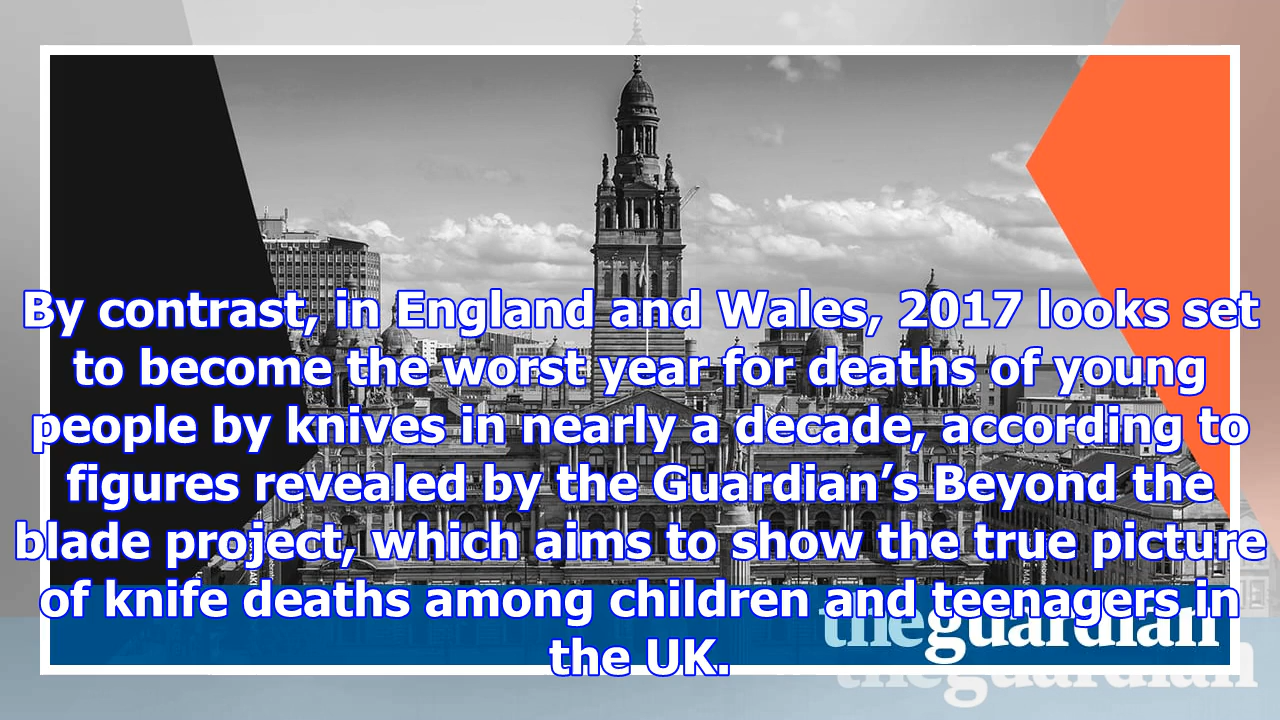 By contrast, in England and Wales, 2017 looks set
to become the worst year for deaths of young
people by knives in nearly a decade, according to
figures revealed by the Guardian’s Beyond the
blade project, which aims to show the true picture
of knife deaths among children and teenagers in
the UK.
theguardian
theguardian